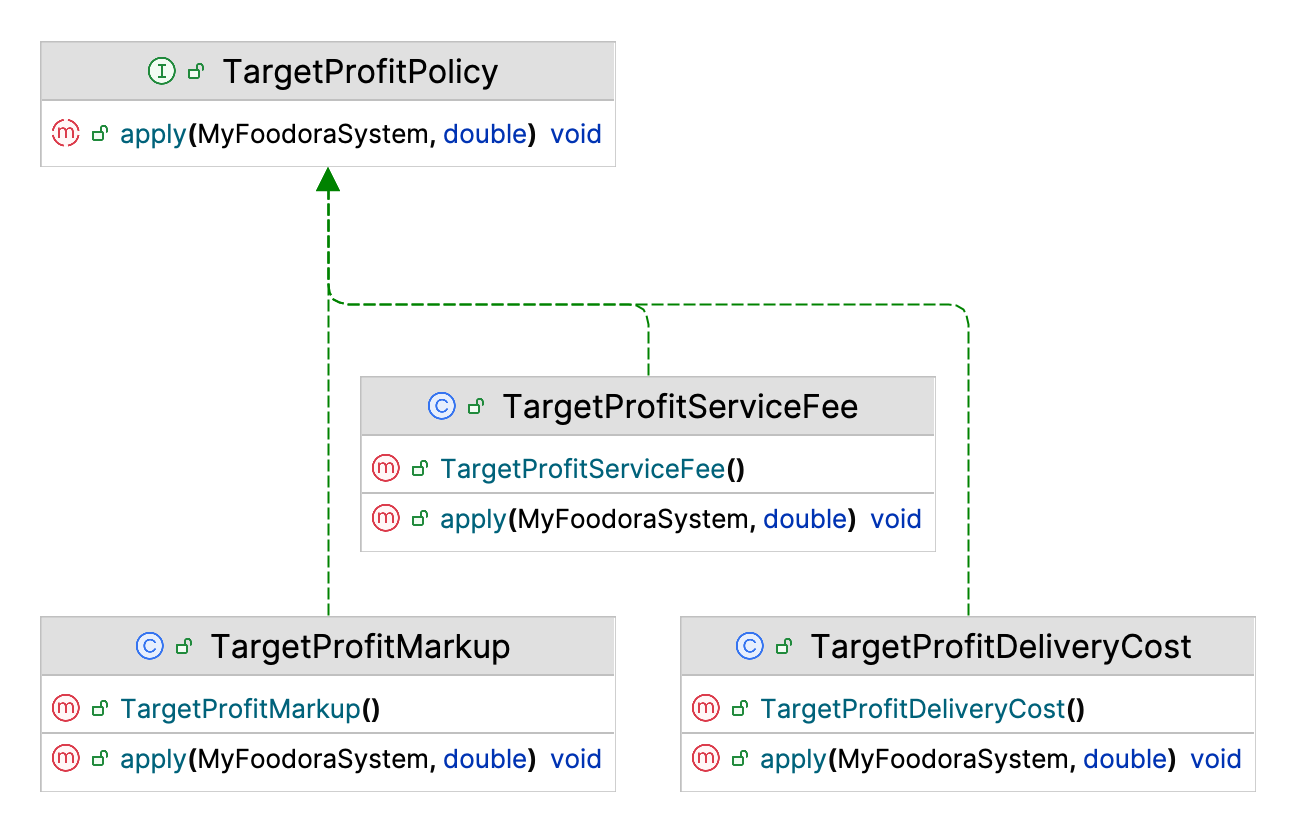 TargetProfitPolicy
apply(MyFoodoraSystem, double) void
TargetProfitServiceFee
TargetProfitServiceFee()
apply(MyFoodoraSystem, double) void
TargetProfitMarkup
TargetProfitMarkup()
apply(MyFoodoraSystem, double) void
TargetProfitDeliveryCost
TargetProfitDeliveryCost()
apply(MyFoodoraSystem, double) void